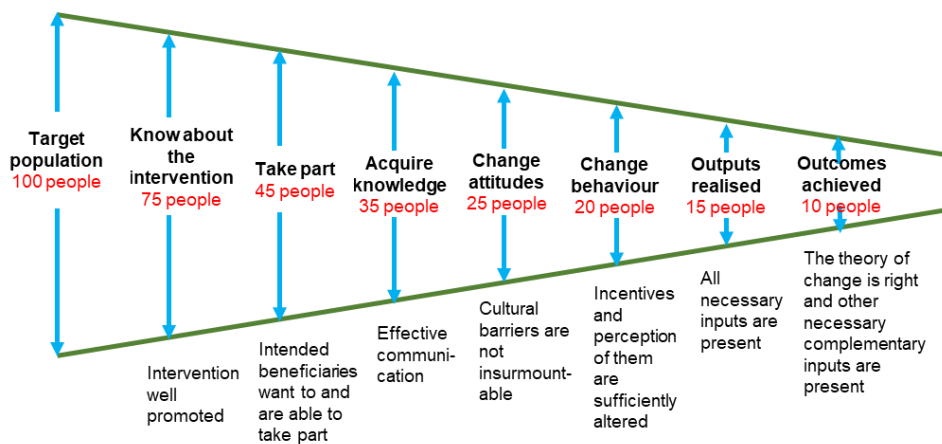 Target
population
100 people
Know about
the
intervention
75 people
Take part
45 people
Acquire
knowledge
35 people
Change
attitudes
25 people
Change
behaviour
20 people
Outputs
realised
15 people
Outcomes
achieved
10 people
Intervention
well
promoted
Intended
beneficiaries
want to and
are able to
take part
Effective
communi-
cation
Cultural
barriers are
not
insurmount-
able
Incentives
and
perception
of them
are
sufficiently
altered
All
necessary
inputs are
present
The theory of
change is right
and other
necessary
complementary
inputs are
present